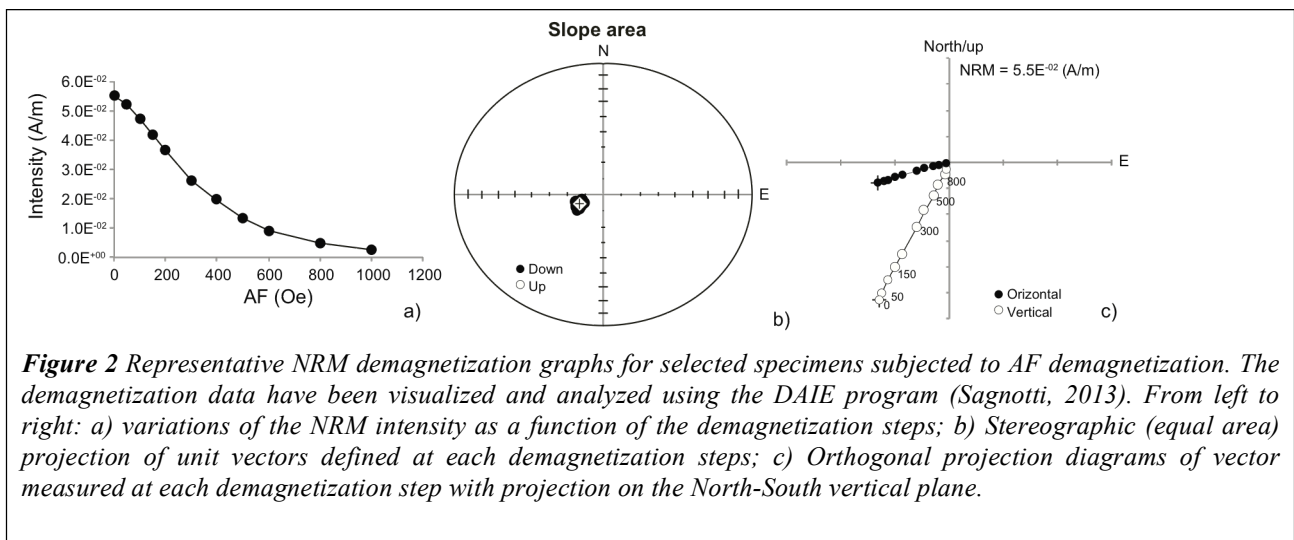 Slope area
N
E
Down
Up
b)
6.0E-02
5.0E-02
4.0E-02
3.0E-02
2.0E-02
1.0E-02
0.0E+00
Intensity (A/m)
0 200 400 600 800 1000 1200
AF (Oe)
a)
North/up
NRM = 5.5E-02 (A/m)
E
800
500
300
150
50
0
Orizontal
Vertical
c)
Figure 2 Representative NRM demagnetization graphs for selected specimens subjected to AF demagnetization. The
demagnetization data have been visualized and analyzed using the DAIE program (Sagnotti, 2013). From left to
right: a) variations of the NRM intensity as a function of the demagnetization steps; b) Stereographic (equal area)
projection of unit vectors defined at each demagnetization steps; c) Orthogonal projection diagrams of vector
measured at each demagnetization step with projection on the North-South vertical plane.